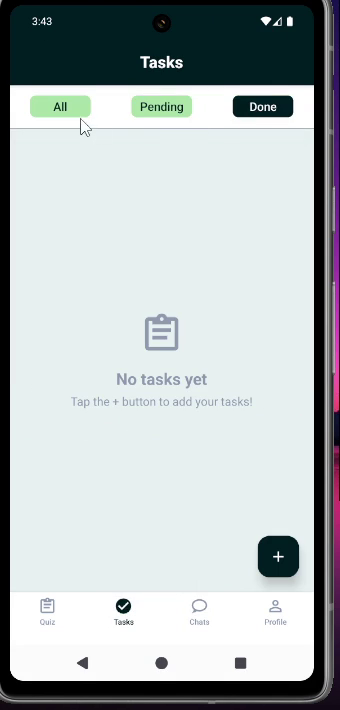 3:43
Tasks
All Pending Done
No tasks yet
Tap the + button to add your tasks!
+
Quiz Tasks Chats Profile